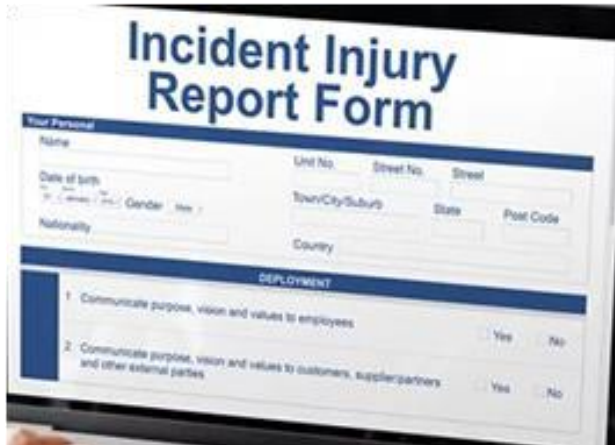 Incident Injury
Report Form
Your Personal
Name
Unit No. Street No. Street
Date of birth
Gender
Town/City/Suburb State Post Code
Nationality
Country
DEPLOYMENT
1 Communicate purpose, vision and values to employees Yes No
2 Communicate purpose, vision and values to customers, supplier/partners
and other external parties Yes No